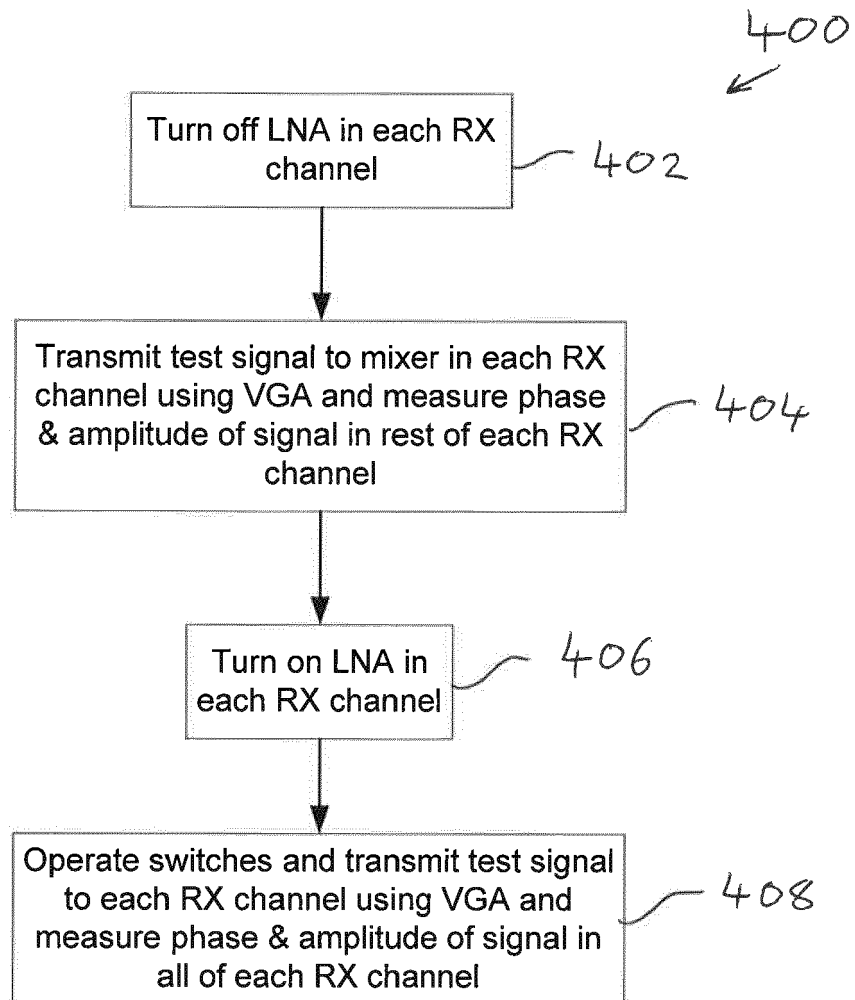 400
Turn off LNA in each RX
channel
402
Transmit test signal to mixer in each RX
channel using VGA and measure phase
& amplitude of signal in rest of each RX
channel
404
Turn on LNA in
each RX channel
406
Operate switches and transmit test signal
to each RX channel using VGA and
measure phase & amplitude of signal in
all of each RX channel
408